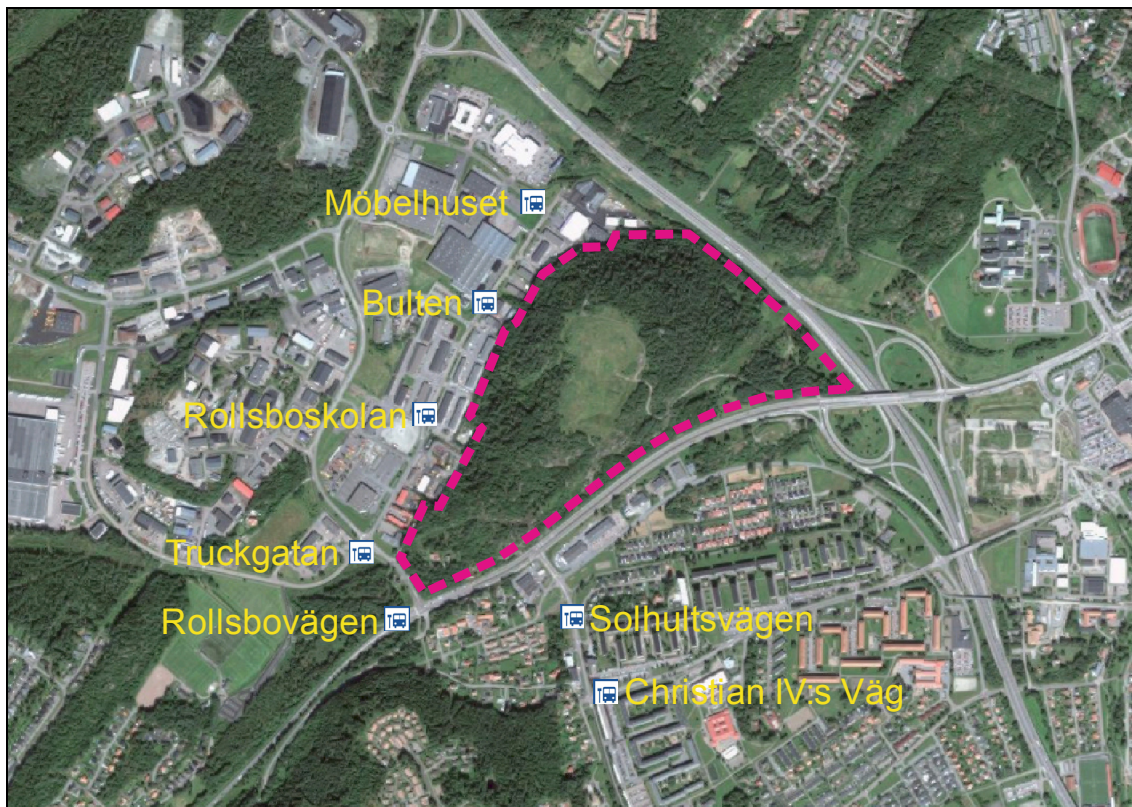 Möbelhuset
Bulten
Rollsboskolan
Truckgatan
Rollsbovägen
Solhultsvägen
Christian IV:s Väg